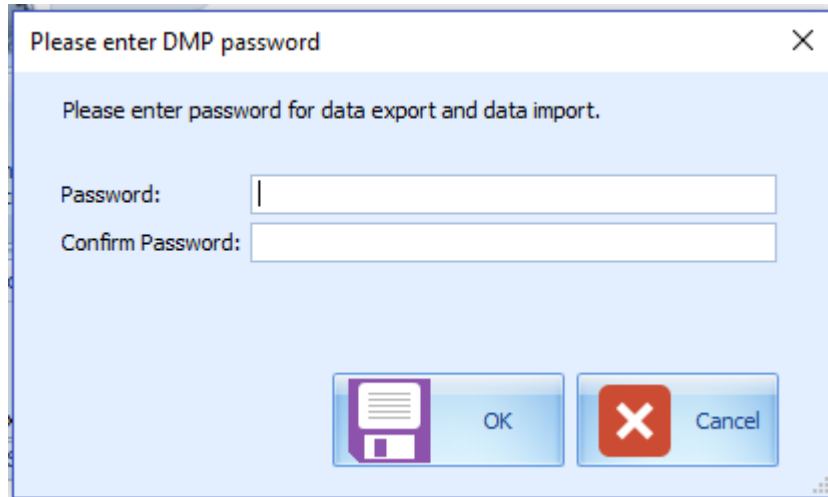 Please enter DMP password
Please enter password for data export and data import.
Password:
Confirm Password:
OK
Cancel